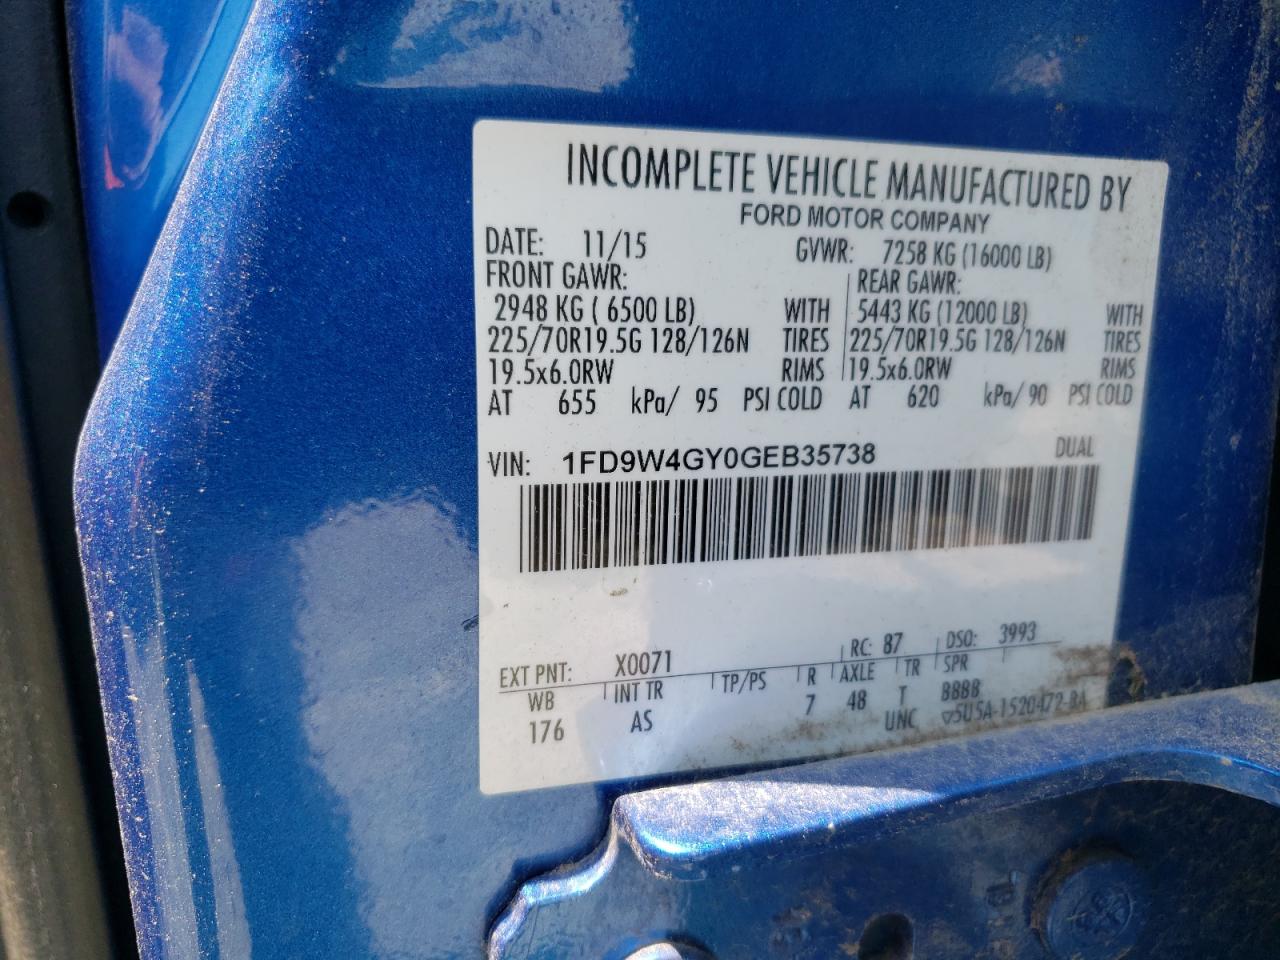 INCOMPLETE VEHICLE MANUFACTURED BY
FORD MOTOR COMPANY
DATE: 11/15 GVWR: 7258 KG (16000 LB)
FRONT GAWR: REAR GAWR:
2948 KG ( 6500 LB) WITH 5443 KG (12000 LB) WITH
225/70R19.5G 128/126N TIRES 225/70R19.5G 128/126N TIRES
19.5x6.0RW RIMS 19.5x6.0RW RIMS
AT 655 kPa/ 95 PSI COLD AT 620 kPa/ 90 PSI COLD
VIN: 1FD9W4GY0GEB35738 DUAL
EXT PNT: X0071 RC: 87 DSO: 3993
WB INT TR TP/PS R AXLE TR SPR
176 AS 7 48 T 8888
UNC ▽5U5A-1520472-BA